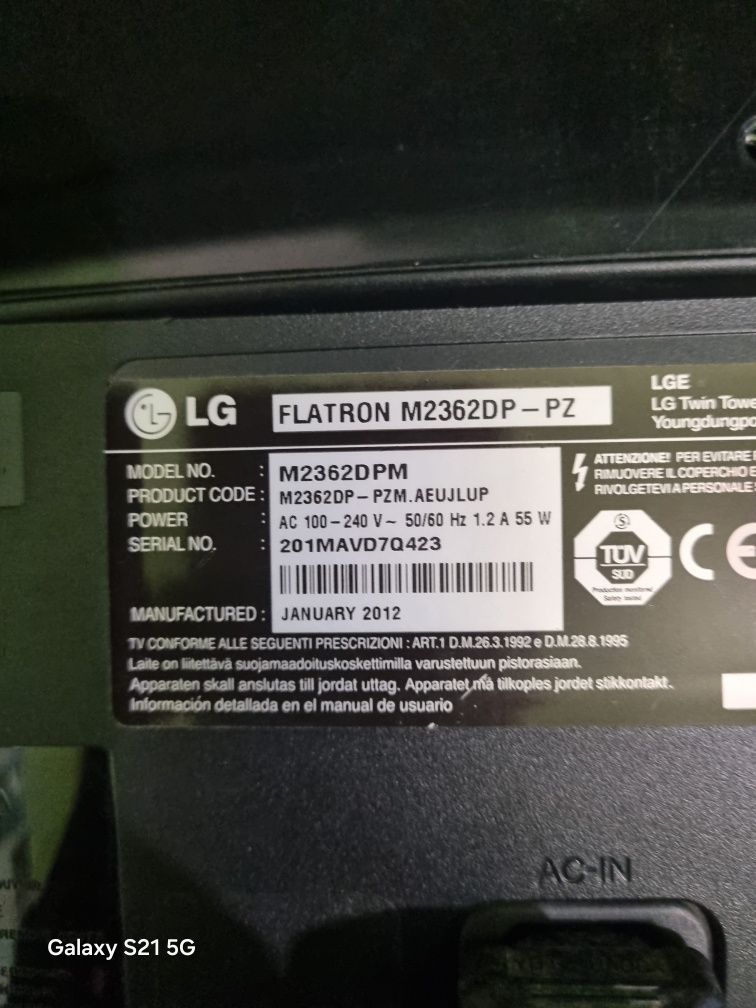 LG
FLATRON M2362DP-PZ
LGE
LG Twin Towe
Youngdungpo
MODEL NO. : M2362DPM
PRODUCT CODE : M2362DP-PZM.AEUJLUP
POWER : AC 100-240 V~ 50/60 Hz 1.2 A 55 W
SERIAL NO. : 201MAVD7Q423
MANUFACTURED : JANUARY 2012
ATTENZIONE! PER EVITARE
RIMUOVERE IL COPERCHIO E
RIVOLGETEVI A PERSONALE
S
TÜV
SÜD
Production monitored
Safety tested
CE
TV CONFORME ALLE SEGUENTI PRESCRIZIONI : ART.1 D.M.26.3.1992 e D.M.28.8.1995
Laite on liitettävä suojamaadoituskoskettimilla varustettuun pistorasiaan.
Apparaten skall anslutas till jordat uttag. Apparatet må tilkoples jordet stikkontakt.
Información detallada en el manual de usuario
AC-IN
Galaxy S21 5G